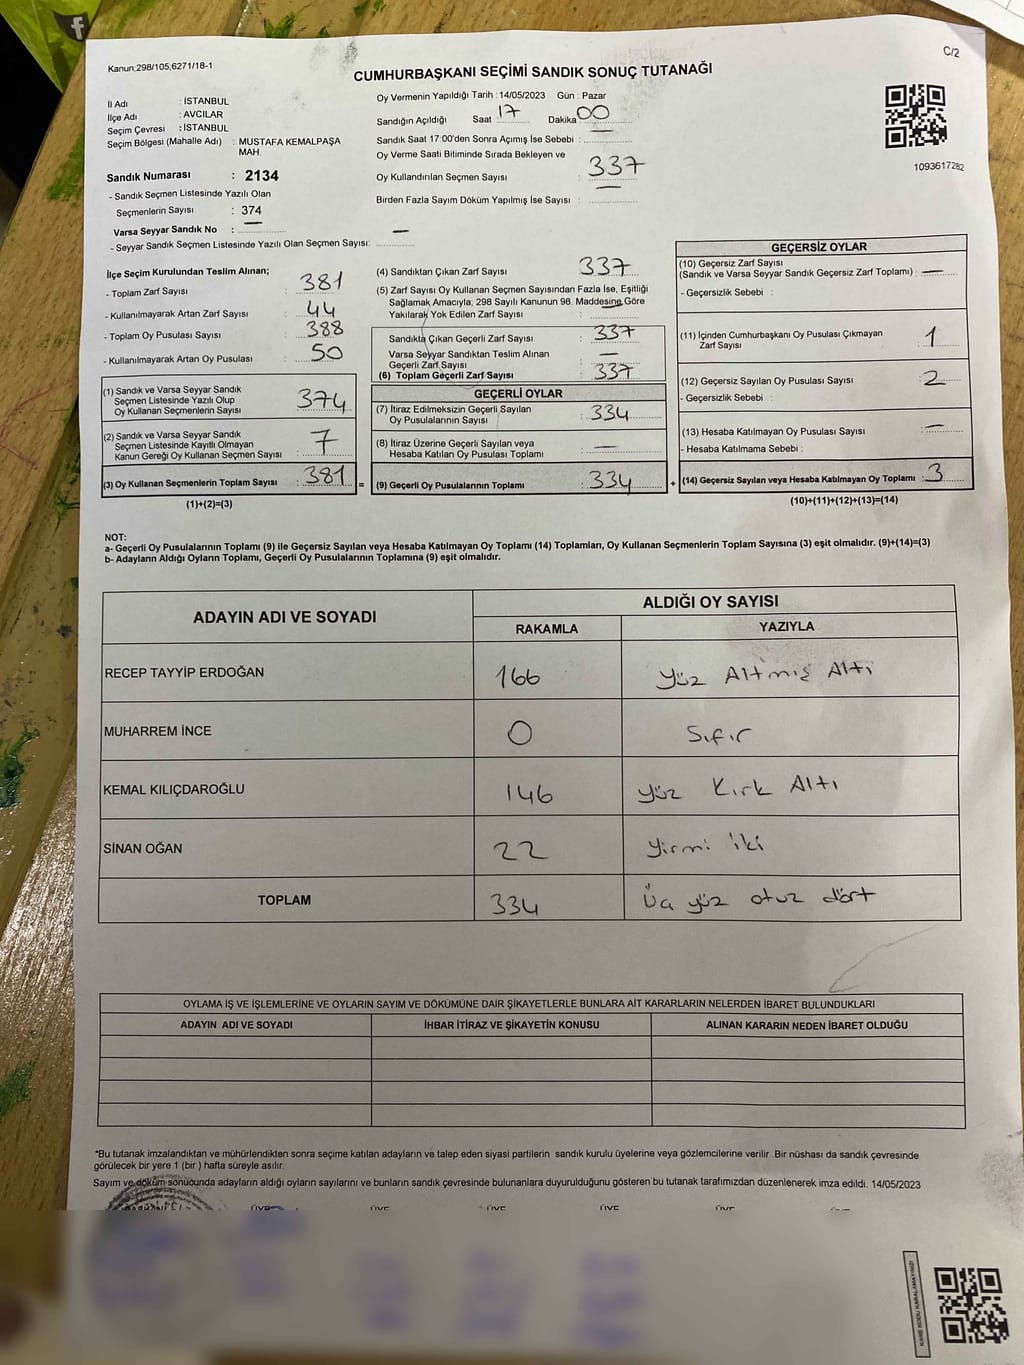 C/2
Kanun;298/105;6271/18-1
CUMHURBAŞKANI SEÇİMİ SANDIK SONUÇ TUTANAĞI
İl Adı : İSTANBUL
İlçe Adı : AVCILAR
Seçim Çevresi : İSTANBUL
Seçim Bölgesi (Mahalle Adı) : MUSTAFA KEMALPAŞA
MAH.
Sandık Numarası : 2134
- Sandık Seçmen Listesinde Yazılı Olan
Seçmenlerin Sayısı : 374
Varsa Seyyar Sandık No : —
- Seyyar Sandık Seçmen Listesinde Yazılı Olan Seçmen Sayısı: —
Oy Vermenin Yapıldığı Tarih : 14/05/2023 Gün : Pazar
Sandığın Açıldığı Saat 17 Dakika 00
Sandık Saat 17:00'den Sonra Açımış İse Sebebi : —
Oy Verme Saati Bitiminde Sırada Bekleyen ve
Oy Kullandırılan Seçmen Sayısı : 337
Birden Fazla Sayım Döküm Yapılmış İse Sayısı : —
1093617282
İlçe Seçim Kurulundan Teslim Alınan;
- Toplam Zarf Sayısı : 381
- Kullanılmayarak Artan Zarf Sayısı : 44
- Toplam Oy Pusulası Sayısı : 388
- Kullanılmayarak Artan Oy Pusulası : 50
(1) Sandık ve Varsa Seyyar Sandık
Seçmen Listesinde Yazılı Olup
Oy Kullanan Seçmenlerin Sayısı : 374
(2) Sandık ve Varsa Seyyar Sandık
Seçmen Listesinde Kayıtlı Olmayan
Kanun Gereği Oy Kullanan Seçmen Sayısı : 7
(3) Oy Kullanan Seçmenlerin Toplam Sayısı : 381 =
(1)+(2)=(3)
(4) Sandıktan Çıkan Zarf Sayısı : 337
(5) Zarf Sayısı Oy Kullanan Seçmen Sayısından Fazla İse, Eşitliği
Sağlamak Amacıyla; 298 Sayılı Kanunun 98. Maddesine Göre
Yakılarak Yok Edilen Zarf Sayısı : —
Sandıkta Çıkan Geçerli Zarf Sayısı : 337
Varsa Seyyar Sandıktan Teslim Alınan
Geçerli Zarf Sayısı : —
(6) Toplam Geçerli Zarf Sayısı : 337
GEÇERLİ OYLAR
(7) İtiraz Edilmeksizin Geçerli Sayılan
Oy Pusulalarının Sayısı : 334
(8) İtiraz Üzerine Geçerli Sayılan veya
Hesaba Katılan Oy Pusulası Toplamı : —
(9) Geçerli Oy Pusulalarının Toplamı : 334 +
GEÇERSİZ OYLAR
(10) Geçersiz Zarf Sayısı
(Sandık ve Varsa Seyyar Sandık Geçersiz Zarf Toplamı) : —
- Geçersizlik Sebebi :
(11) İçinden Cumhurbaşkanı Oy Pusulası Çıkmayan
Zarf Sayısı : 1
(12) Geçersiz Sayılan Oy Pusulası Sayısı : 2
- Geçersizlik Sebebi :
(13) Hesaba Katılmayan Oy Pusulası Sayısı : —
- Hesaba Katılmama Sebebi :
(14) Geçersiz Sayılan veya Hesaba Katılmayan Oy Toplamı : 3
(10)+(11)+(12)+(13)=(14)
NOT:
a- Geçerli Oy Pusulalarının Toplamı (9) ile Geçersiz Sayılan veya Hesaba Katılmayan Oy Toplamı (14) Toplamları, Oy Kullanan Seçmenlerin Toplam Sayısına (3) eşit olmalıdır. (9)+(14)=(3)
b- Adayların Aldığı Oyların Toplamı, Geçerli Oy Pusulalarının Toplamına (9) eşit olmalıdır.
ADAYIN ADI VE SOYADI ALDIĞI OY SAYISI
RAKAMLA YAZIYLA
RECEP TAYYİP ERDOĞAN 166 Yüz Altmış Altı
MUHARREM İNCE 0 Sıfır
KEMAL KILIÇDAROĞLU 146 Yüz Kırk Altı
SİNAN OĞAN 22 Yirmi iki
TOPLAM 334 Üç yüz otuz dört
OYLAMA İŞ VE İŞLEMLERİNE VE OYLARIN SAYIM VE DÖKÜMÜNE DAİR ŞİKAYETLERLE BUNLARA AİT KARARLARIN NELERDEN İBARET BULUNDUKLARI
ADAYIN ADI VE SOYADI İHBAR İTİRAZ VE ŞİKAYETİN KONUSU ALINAN KARARIN NEDEN İBARET OLDUĞU
*Bu tutanak imzalandıktan ve mühürlendikten sonra seçime katılan adayların ve talep eden siyasi partilerin sandık kurulu üyelerine veya gözlemcilerine verilir .Bir nüshası da sandık çevresinde
görülecek bir yere 1 (bir ) hafta süreyle asılır.
Sayım ve döküm sonucunda adayların aldığı oyların sayılarını ve bunların sandık çevresinde bulunanlara duyurulduğunu gösteren bu tutanak tarafımızdan düzenlenerek imza edildi. 14/05/2023
ÜYE ÜYE ÜYE ÜYE ÜYE
KARE KODU KARALAMAYINIZ!